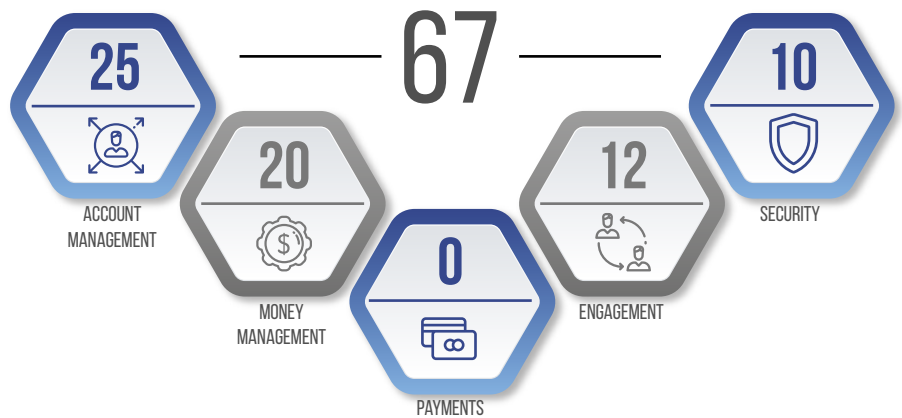 67
25
ACCOUNT
MANAGEMENT
20
$
MONEY
MANAGEMENT
0
PAYMENTS
12
ENGAGEMENT
10
SECURITY